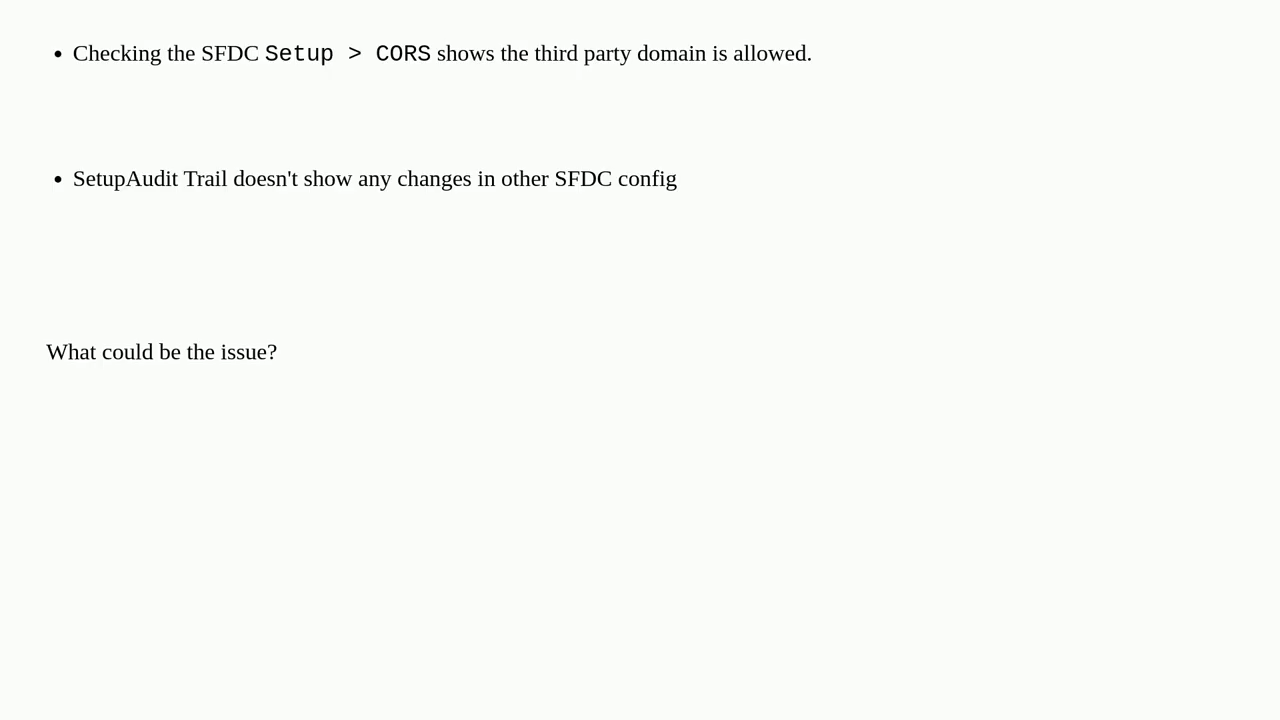 • Checking the SFDC Setup > CORS shows the third party domain is allowed.
• SetupAudit Trail doesn't show any changes in other SFDC config
What could be the issue?